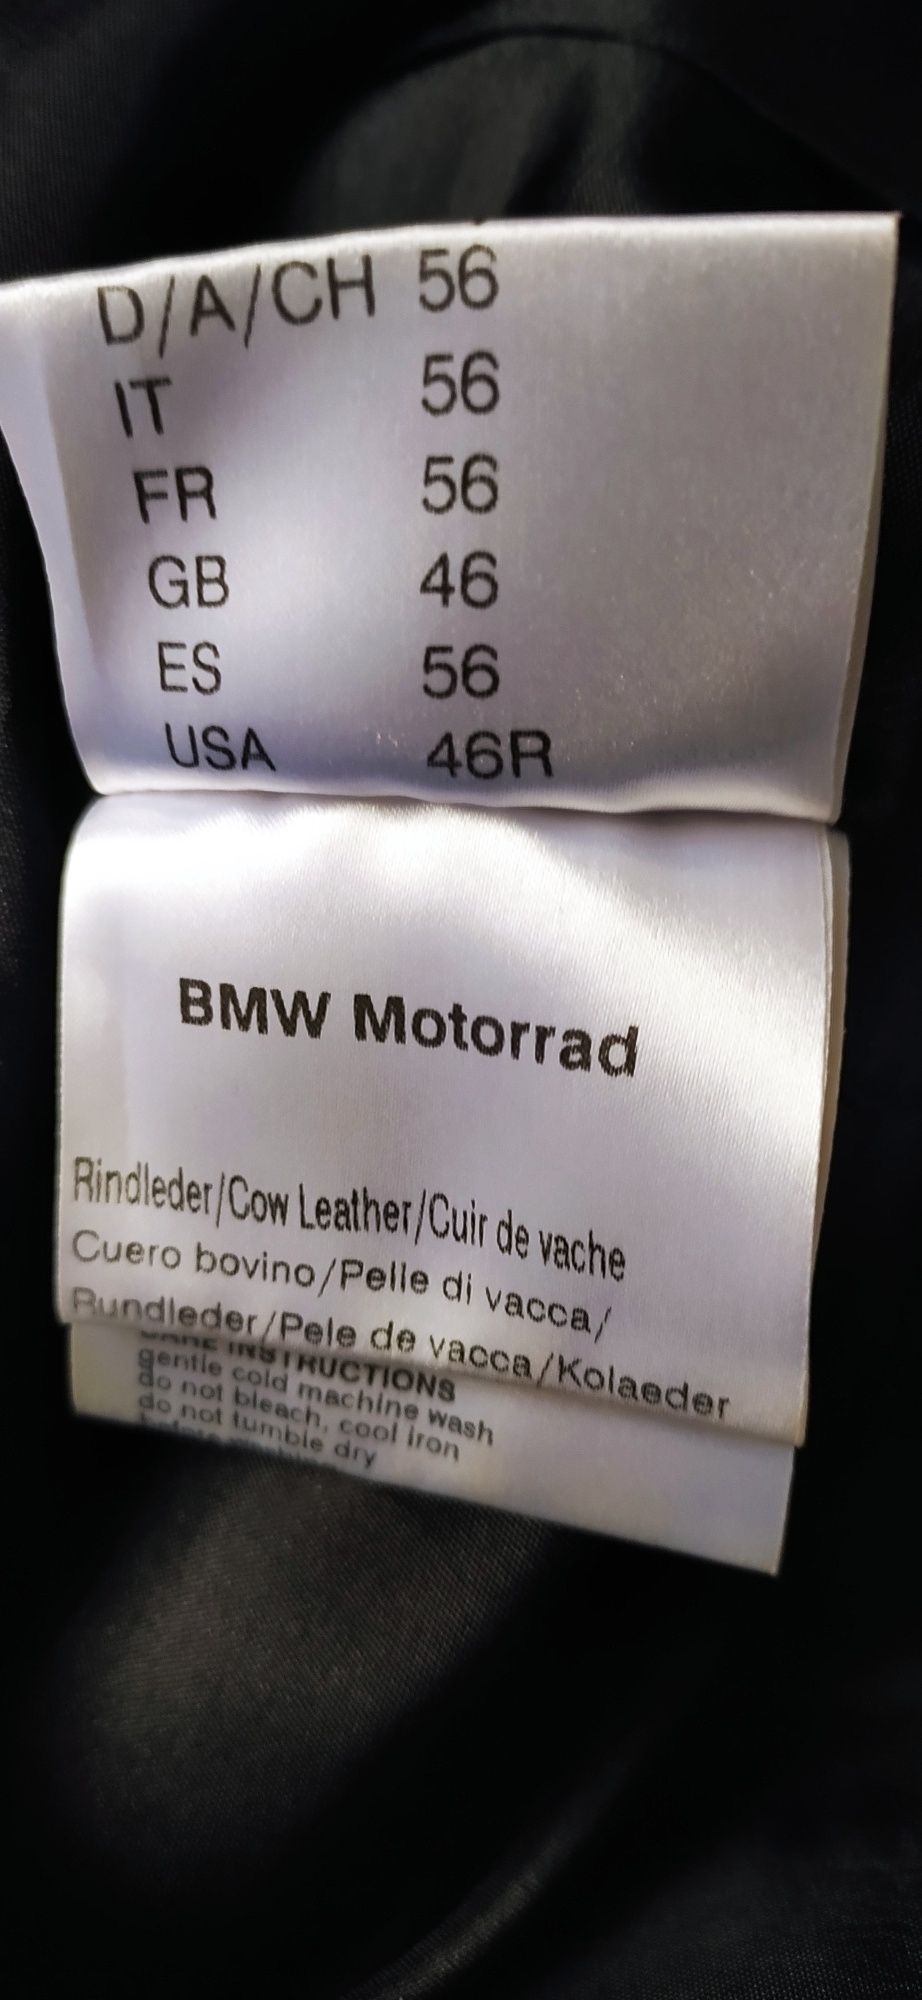 D/A/CH 56
IT 56
FR 56
GB 46
ES 56
USA 46R
BMW Motorrad
Rindleder/Cow Leather/Cuir de vache
Cuero bovino/Pelle di vacca/
Rundleder/Pele de vacca/Kolaeder
CARE INSTRUCTIONS
gentle cold machine wash
do not bleach, cool iron
do not tumble dry